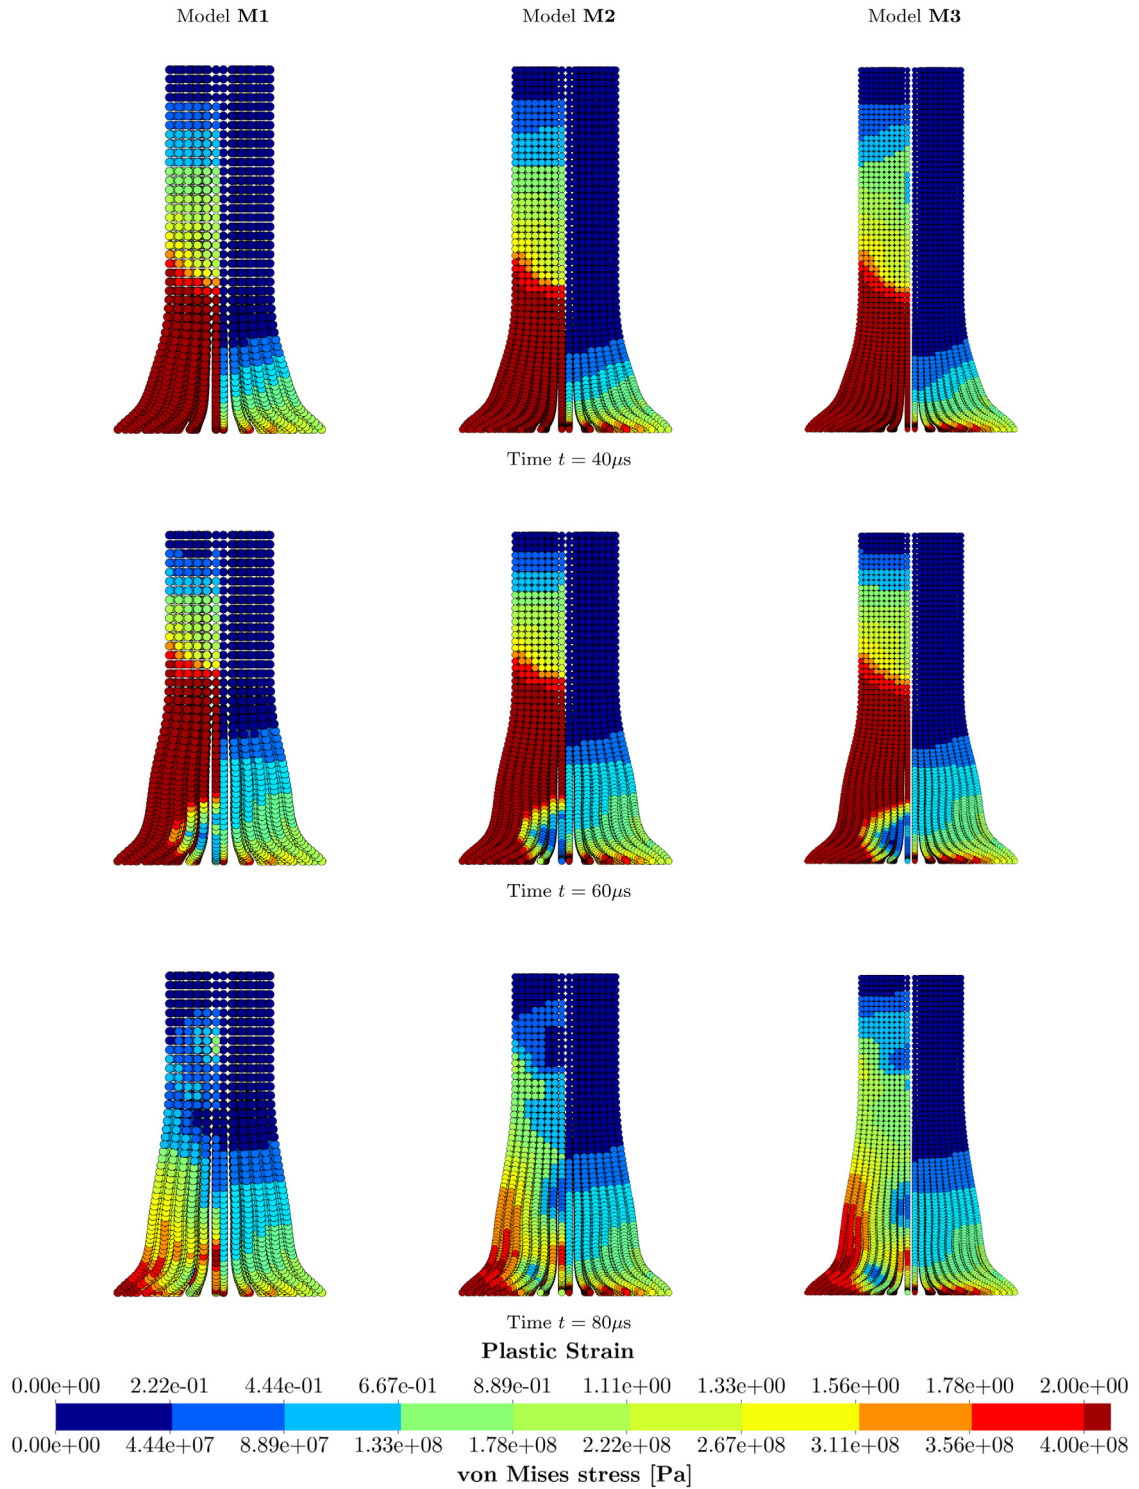 Model M1 Model M2 Model M3
Time t = 40μs
Time t = 60μs
Time t = 80μs
Plastic Strain
0.00e+00 2.22e-01 4.44e-01 6.67e-01 8.89e-01 1.11e+00 1.33e+00 1.56e+00 1.78e+00 2.00e+00
0.00e+00 4.44e+07 8.89e+07 1.33e+08 1.78e+08 2.22e+08 2.67e+08 3.11e+08 3.56e+08 4.00e+08
von Mises stress [Pa]